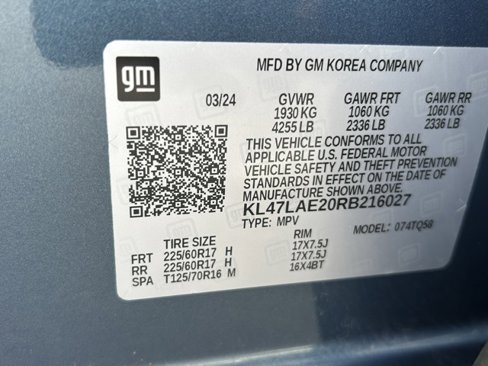 gm
MFD BY GM KOREA COMPANY
03/24 GVWR GAWR FRT GAWR RR
1930 KG 1060 KG 1060 KG
4255 LB 2336 LB 2336 LB
THIS VEHICLE CONFORMS TO ALL
APPLICABLE U.S. FEDERAL MOTOR
VEHICLE SAFETY AND THEFT PREVENTION
STANDARDS IN EFFECT ON THE DATE OF
MANUFACTURE SHOWN ABOVE.
KL47LAE20RB216027
TYPE: MPV MODEL: 074TQ58
TIRE SIZE RIM
FRT 225/60R17 H 17X7.5J
RR 225/60R17 H 17X7.5J
SPA T125/70R16 M 16X4BT